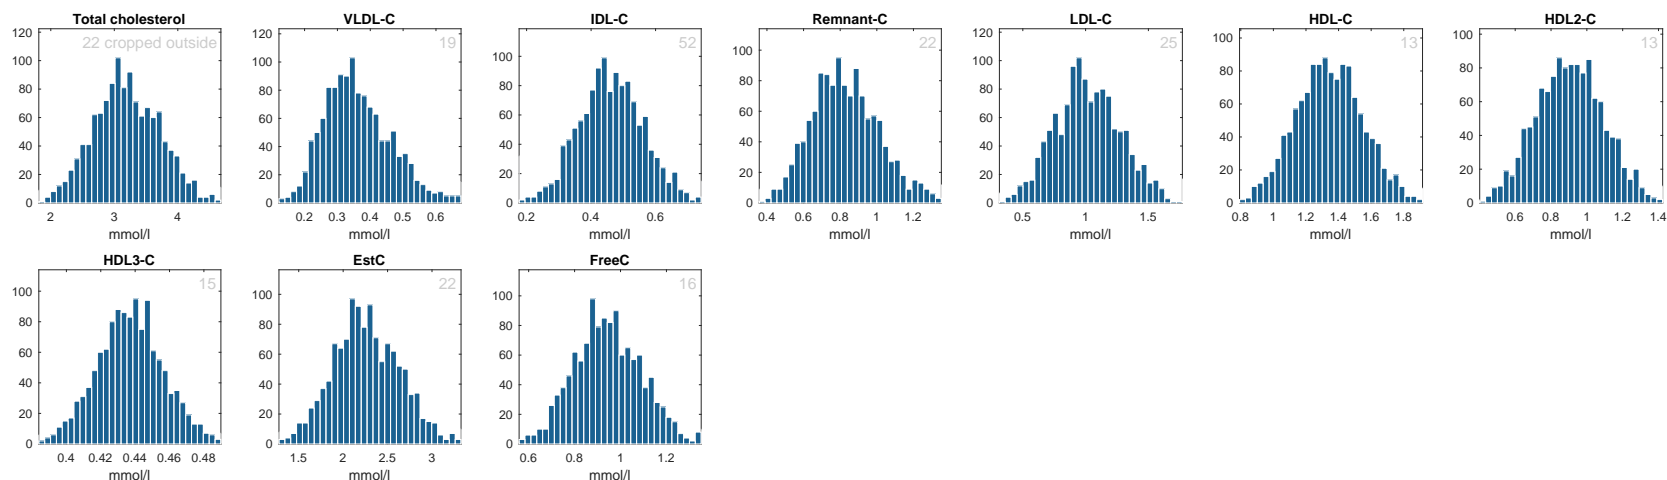 Total cholesterol
22 cropped outside
120
100
80
60
40
20
0
2 3 4
mmol/l
VLDL-C
19
120
100
80
60
40
20
0
0.2 0.3 0.4 0.5 0.6
mmol/l
IDL-C
52
100
80
60
40
20
0
0.2 0.4 0.6
mmol/l
Remnant-C
22
100
80
60
40
20
0
0.4 0.6 0.8 1 1.2
mmol/l
LDL-C
25
120
100
80
60
40
20
0
0.5 1 1.5
mmol/l
HDL-C
13
100
80
60
40
20
0
0.8 1 1.2 1.4 1.6 1.8
mmol/l
HDL2-C
13
100
80
60
40
20
0
0.6 0.8 1 1.2 1.4
mmol/l
HDL3-C
15
100
80
60
40
20
0
0.4 0.42 0.44 0.46 0.48
mmol/l
EstC
22
100
80
60
40
20
0
1.5 2 2.5 3
mmol/l
FreeC
16
100
80
60
40
20
0
0.6 0.8 1 1.2
mmol/l